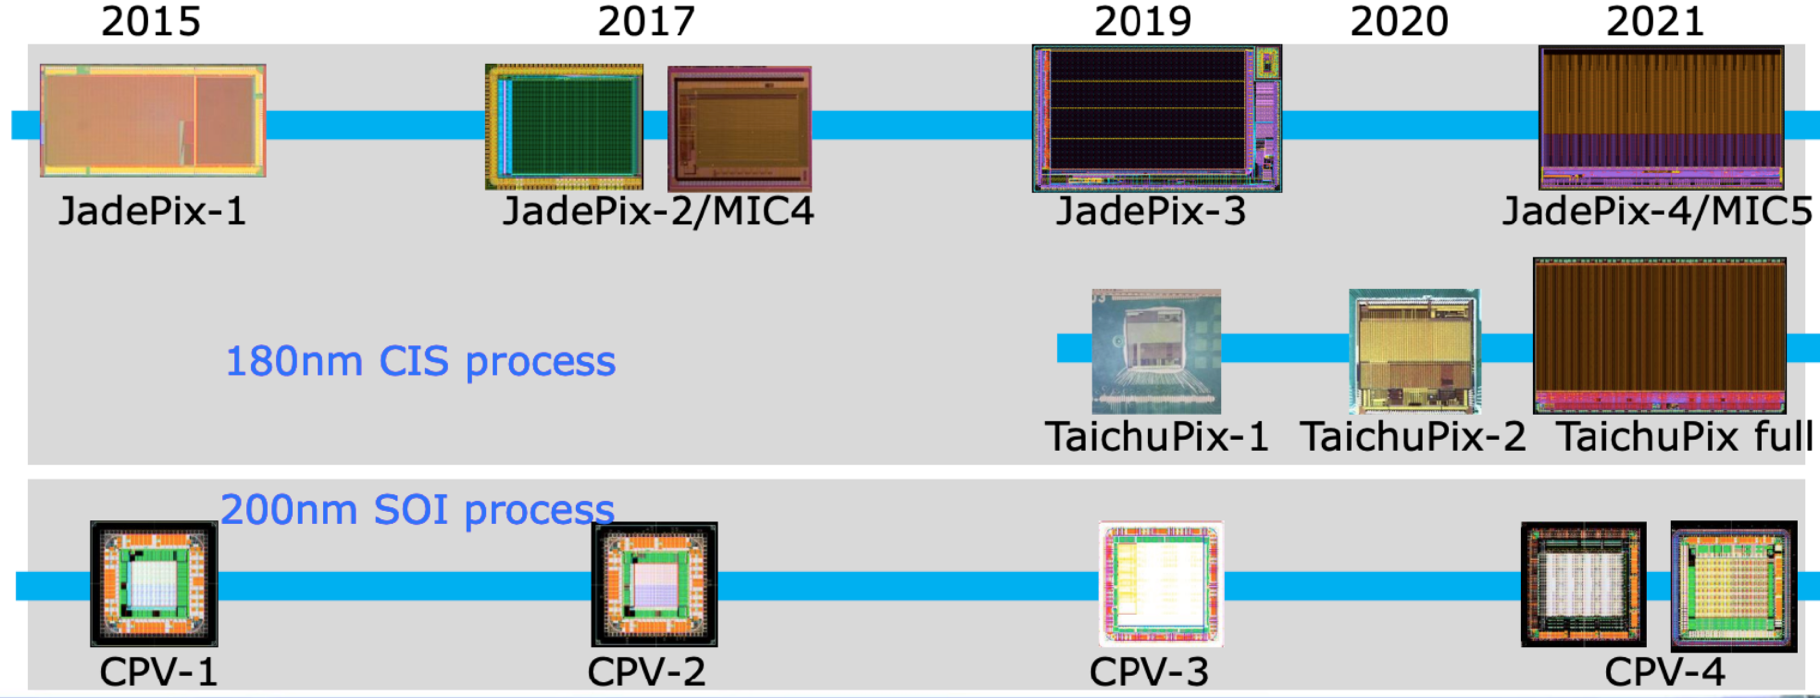 2015 2017 2019 2020 2021
JadePix-1 JadePix-2/MIC4 JadePix-3 JadePix-4/MIC5
180nm CIS process
TaichuPix-1 TaichuPix-2 TaichuPix full
200nm SOI process
CPV-1 CPV-2 CPV-3 CPV-4